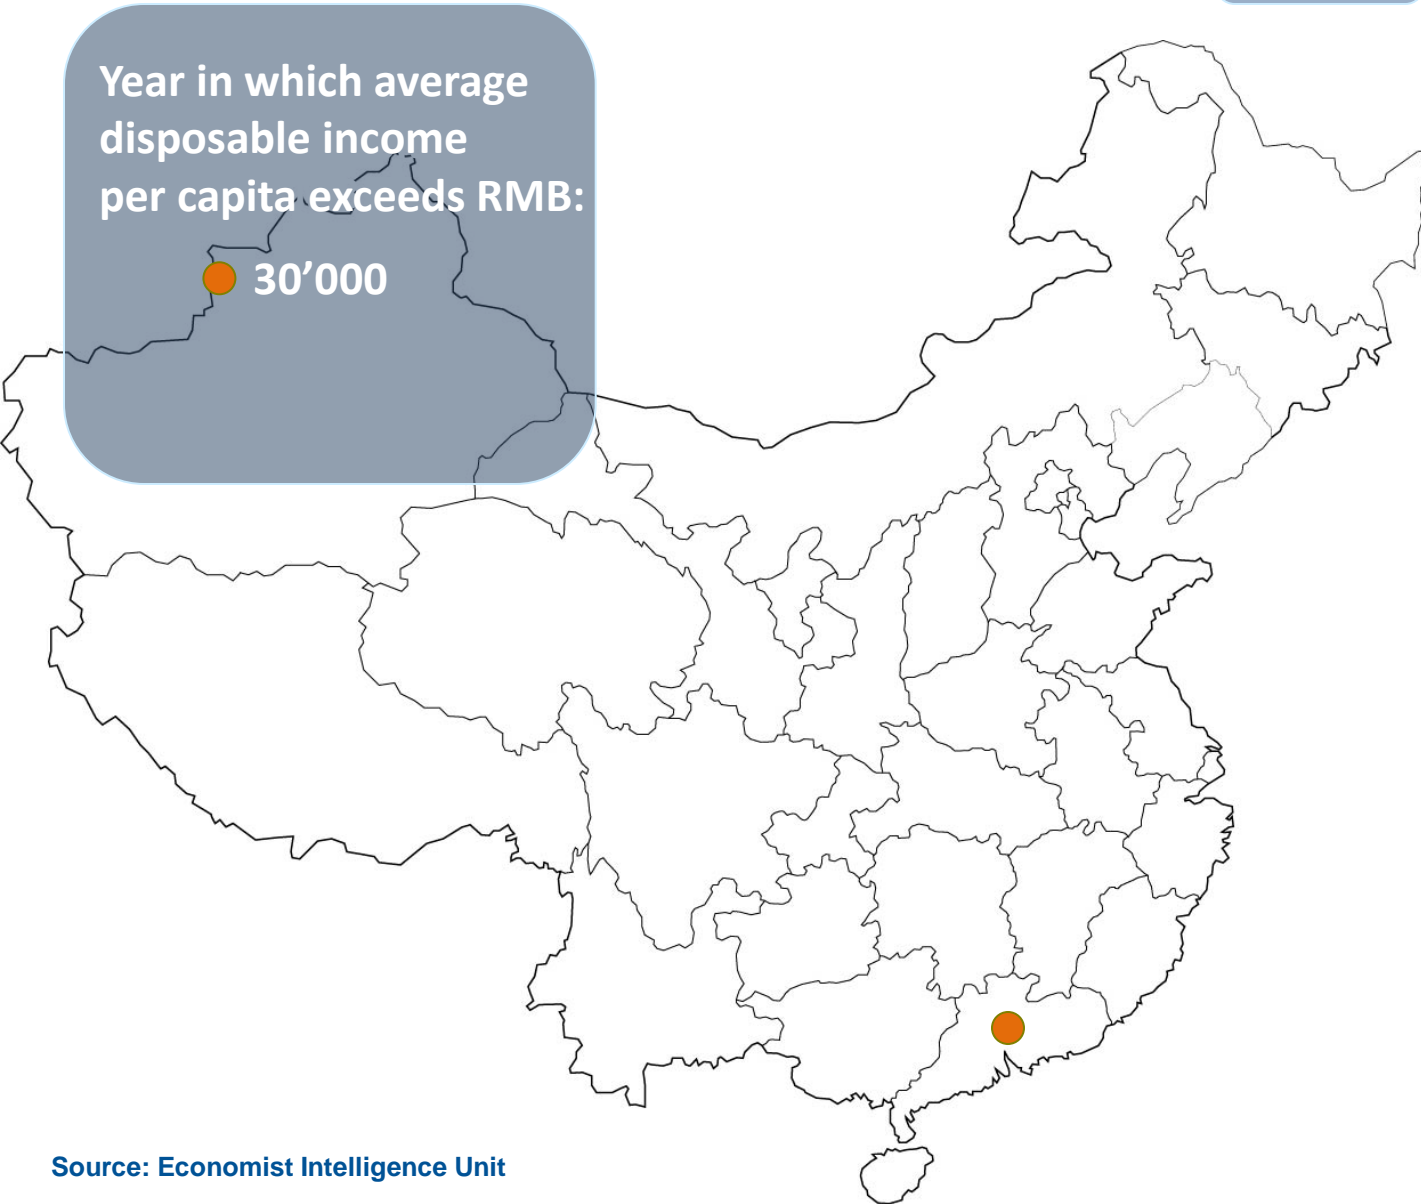 Year in which average
disposable income
per capita exceeds RMB:
30’000
Source: Economist Intelligence Unit